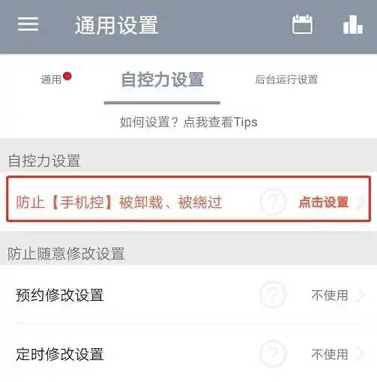 通用设置
通用
自控力设置
后台运行设置
如何设置？点我查看Tips
自控力设置
防止【手机控】被卸载、被绕过 ? 点击设置
防止随意修改设置
预约修改设置 ? 不使用
定时修改设置 ? 不使用